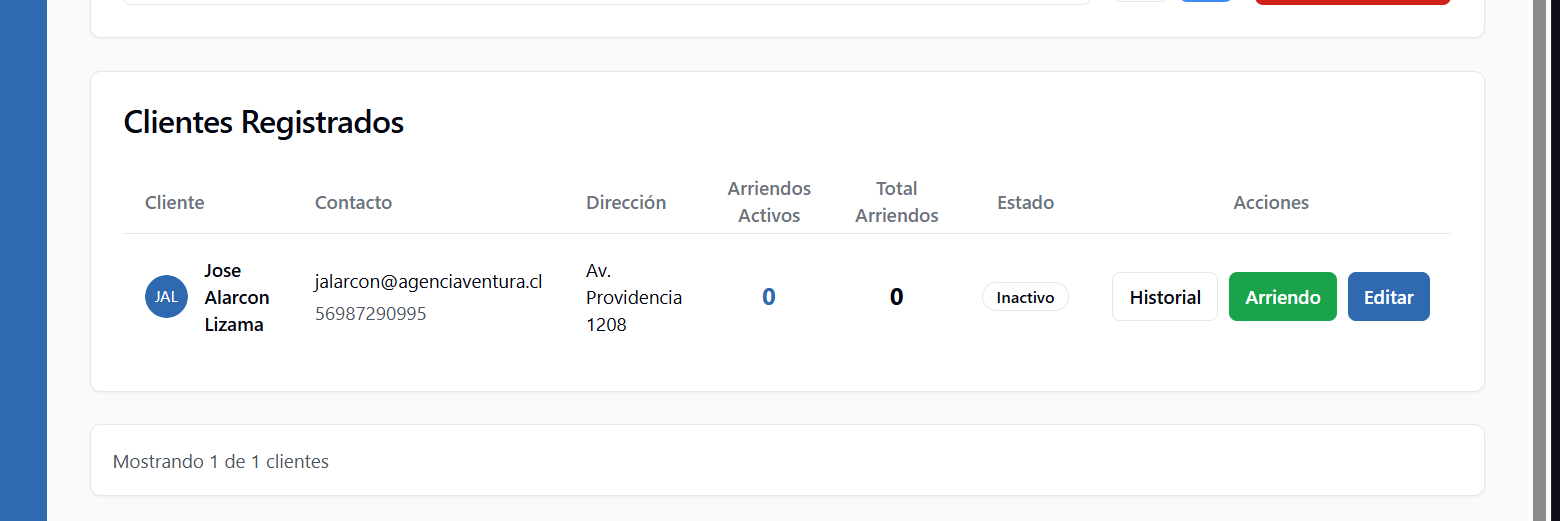 Clientes Registrados
Cliente
Contacto
Dirección
Arriendos
Activos
Total
Arriendos
Estado
Acciones
JAL
Jose
Alarcon
Lizama
jalarcon@agenciaventura.cl
56987290995
Av.
Providencia
1208
0
0
Inactivo
Historial
Arriendo
Editar
Mostrando 1 de 1 clientes